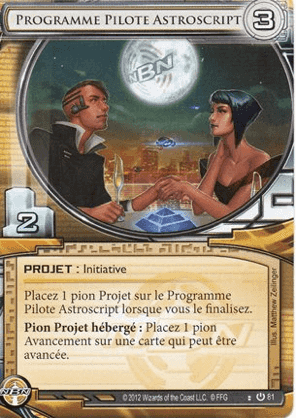 PROGRAMME PILOTE ASTROSCRIPT
3
NBN
2
PROJET : Initiative
Placez 1 pion Projet sur le Programme
Pilote Astroscript lorsque vous le finalisez.
Pion Projet hébergé : Placez 1 pion
Avancement sur une carte qui peut être
avancée.
Illus. Matthew Zeilinger
NBN
©2012 Wizards of the Coast LLC. © FFG
81